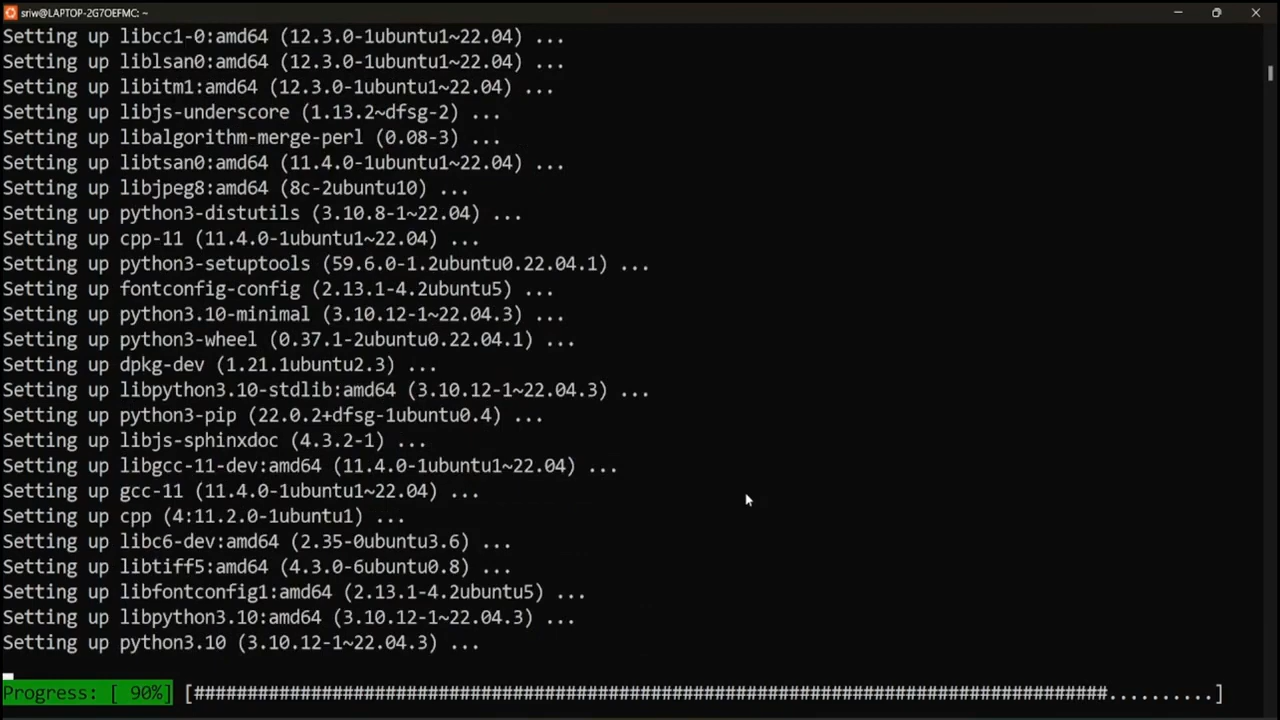 sriw@LAPTOP-2G7OEFMC: ~
Setting up libcc1-0:amd64 (12.3.0-1ubuntu1~22.04) ...
Setting up liblsan0:amd64 (12.3.0-1ubuntu1~22.04) ...
Setting up libitm1:amd64 (12.3.0-1ubuntu1~22.04) ...
Setting up libjs-underscore (1.13.2~dfsg-2) ...
Setting up libalgorithm-merge-perl (0.08-3) ...
Setting up libtsan0:amd64 (11.4.0-1ubuntu1~22.04) ...
Setting up libjpeg8:amd64 (8c-2ubuntu10) ...
Setting up python3-distutils (3.10.8-1~22.04) ...
Setting up cpp-11 (11.4.0-1ubuntu1~22.04) ...
Setting up python3-setuptools (59.6.0-1.2ubuntu0.22.04.1) ...
Setting up fontconfig-config (2.13.1-4.2ubuntu5) ...
Setting up python3.10-minimal (3.10.12-1~22.04.3) ...
Setting up python3-wheel (0.37.1-2ubuntu0.22.04.1) ...
Setting up dpkg-dev (1.21.1ubuntu2.3) ...
Setting up libpython3.10-stdlib:amd64 (3.10.12-1~22.04.3) ...
Setting up python3-pip (22.0.2+dfsg-1ubuntu0.4) ...
Setting up libjs-sphinxdoc (4.3.2-1) ...
Setting up libgcc-11-dev:amd64 (11.4.0-1ubuntu1~22.04) ...
Setting up gcc-11 (11.4.0-1ubuntu1~22.04) ...
Setting up cpp (4:11.2.0-1ubuntu1) ...
Setting up libc6-dev:amd64 (2.35-0ubuntu3.6) ...
Setting up libtiff5:amd64 (4.3.0-6ubuntu0.8) ...
Setting up libfontconfig1:amd64 (2.13.1-4.2ubuntu5) ...
Setting up libpython3.10:amd64 (3.10.12-1~22.04.3) ...
Setting up python3.10 (3.10.12-1~22.04.3) ...
Progress: [ 90%] [######################################################################################..........]